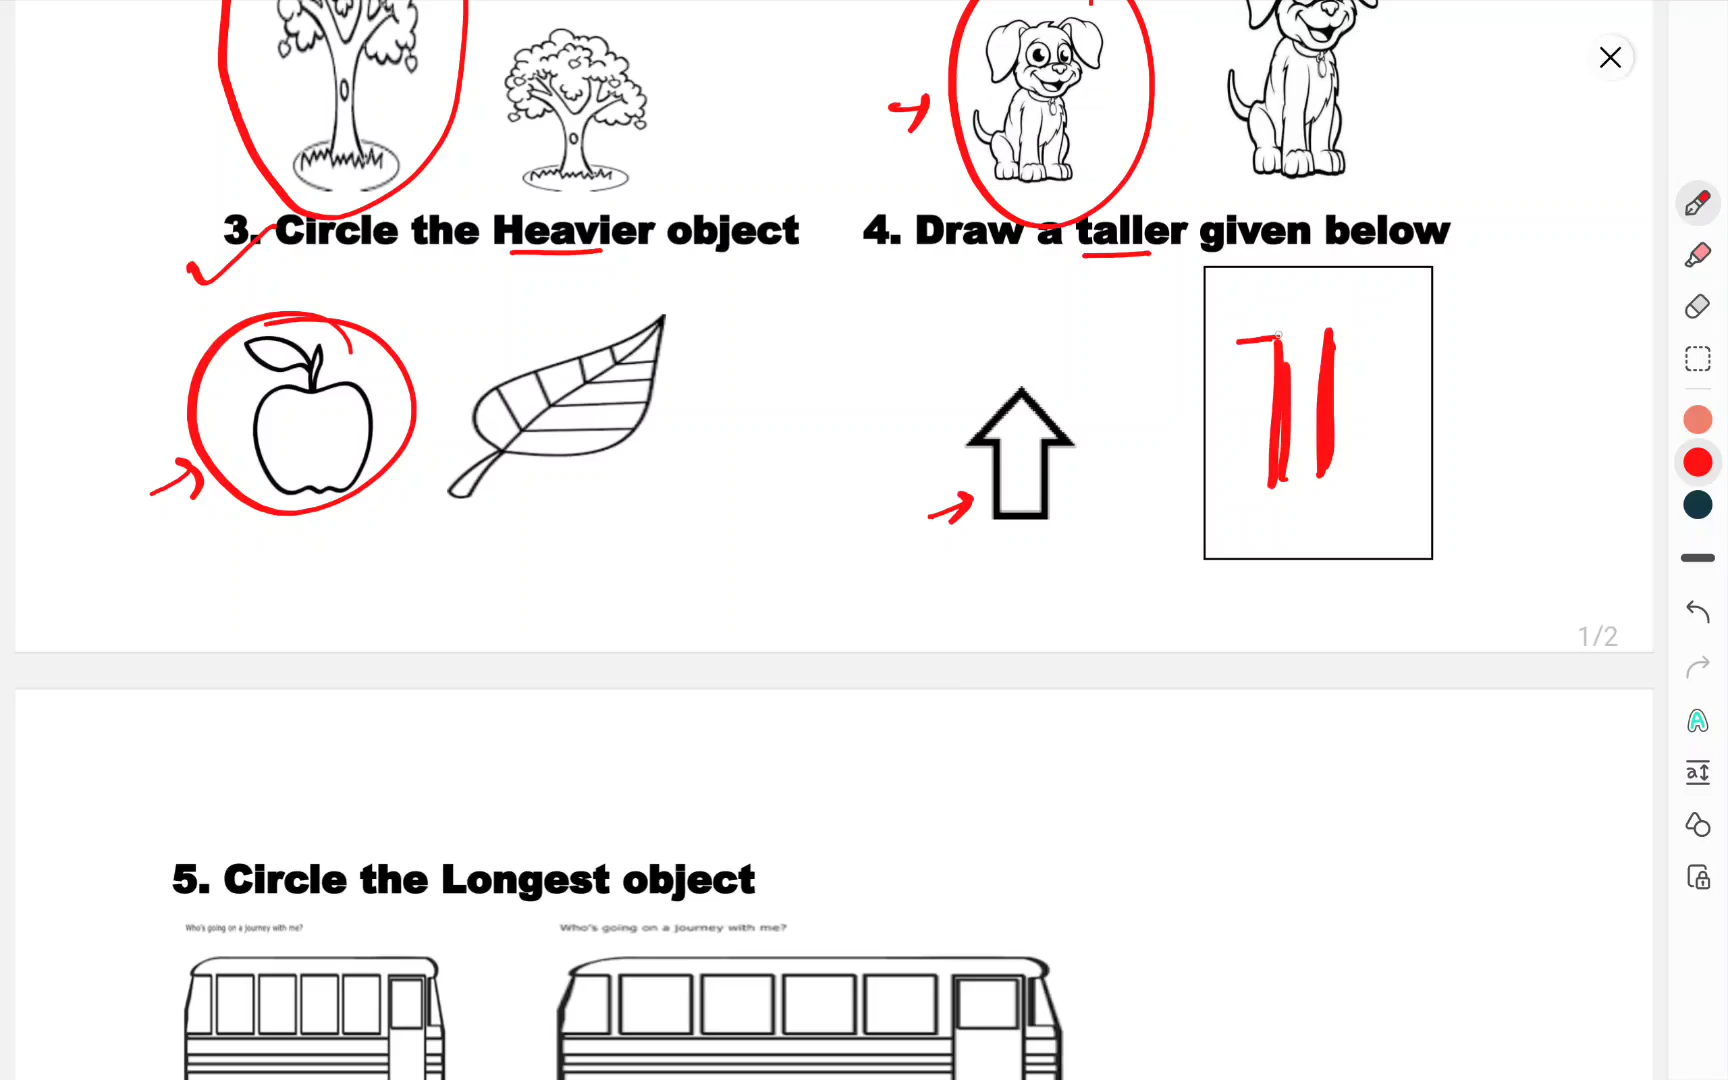 3. Circle the Heavier object
4. Draw a taller given below
1/2
5. Circle the Longest object
Who's going on a journey with me?
Who's going on a journey with me?